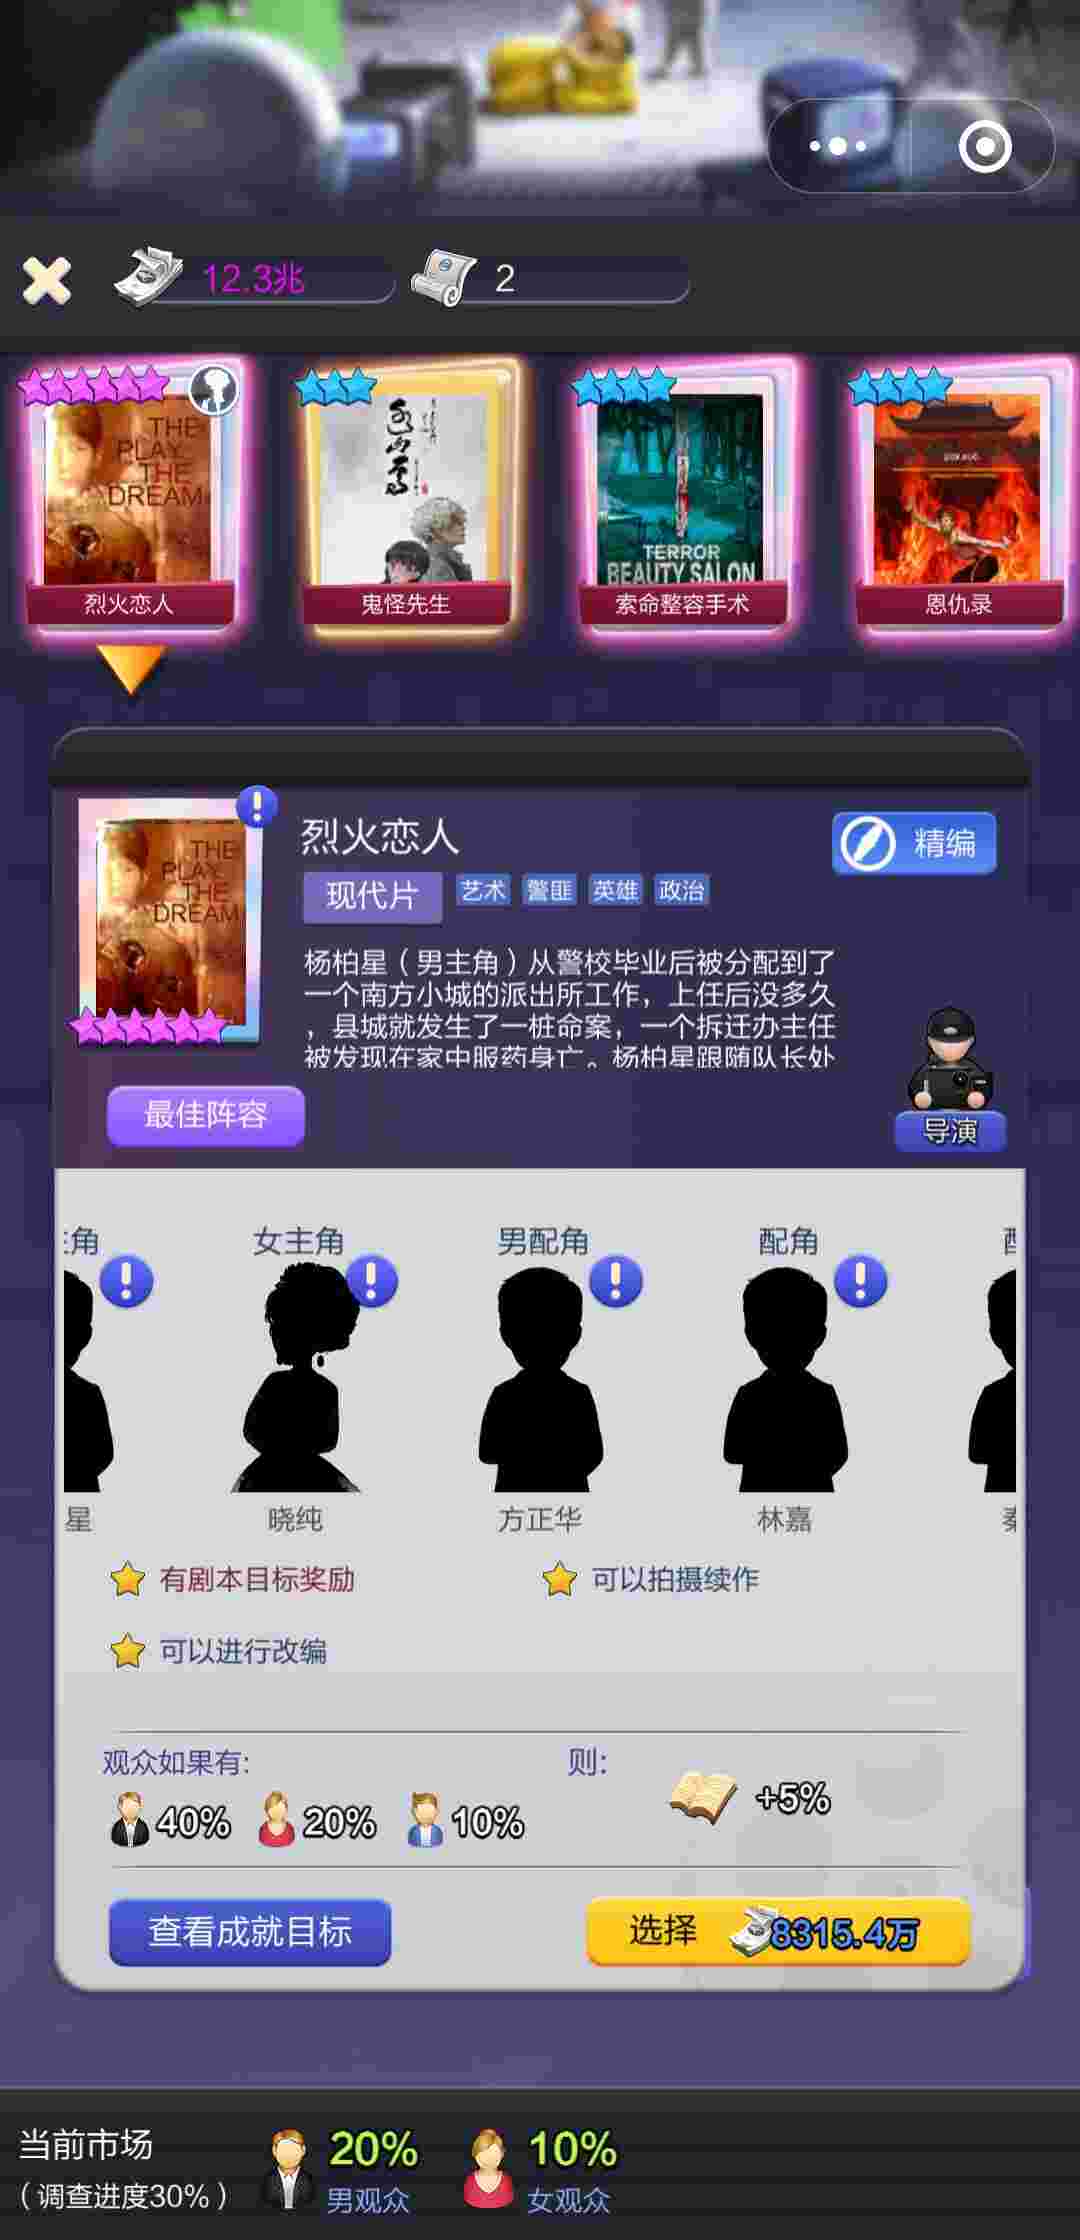 12.3兆
2
THE
PLAY
THE
DREAM
TERROR
BEAUTY SALON
烈火恋人
鬼怪先生
索命整容手术
恩仇录
THE
PLAY
THE
DREAM
烈火恋人
精编
现代片
艺术
警匪
英雄
政治
杨柏星（男主角）从警校毕业后被分配到了
一个南方小城的派出所工作，上任后没多久
，县城就发生了一桩命案，一个拆迁办主任
被发现在家中服药身亡。杨柏星跟随队长处
最佳阵容
导演
角
女主角
男配角
配角
星
晓纯
方正华
林嘉
有剧本目标奖励
可以拍摄续作
可以进行改编
观众如果有:
则:
40%
20%
10%
+5%
查看成就目标
选择
8315.4万
当前市场
（调查进度30%）
20%
男观众
10%
女观众